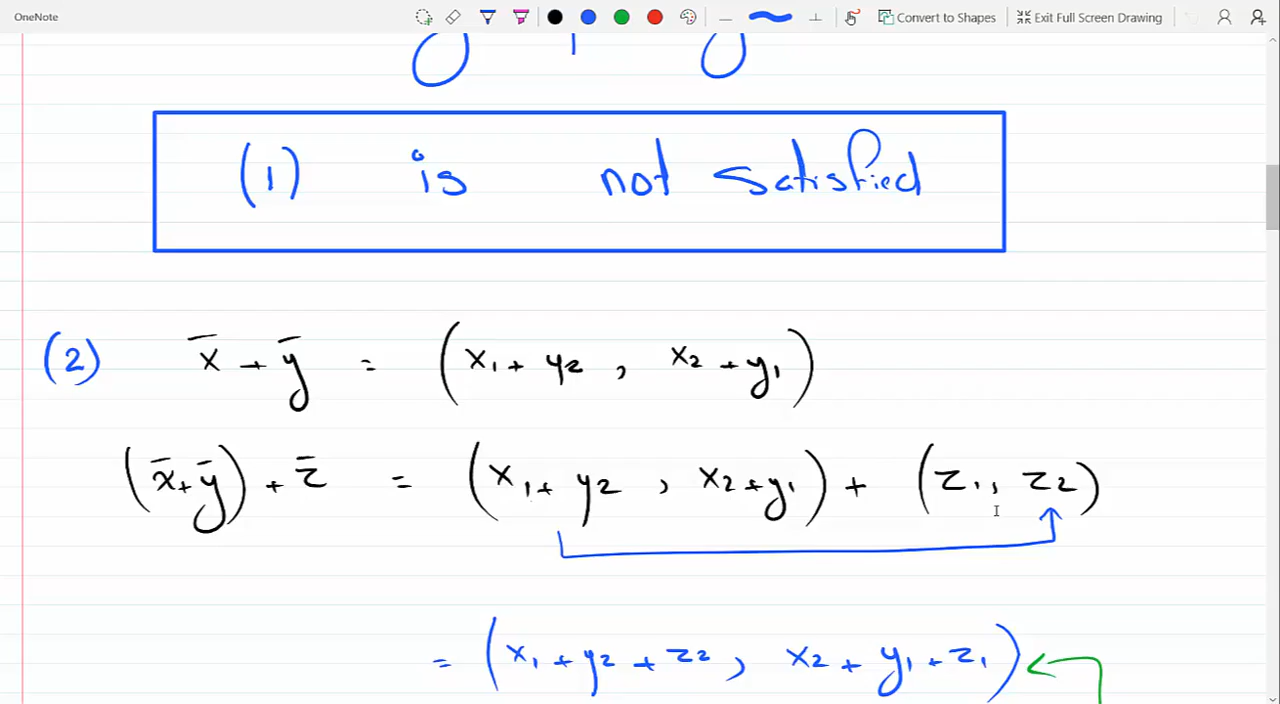 OneNote
Convert to Shapes
Exit Full Screen Drawing
(1) is not satisfied
(2) x̄ + ȳ = (x₁ + y₂ , x₂ + y₁)
(x̄ + ȳ) + z̄ = (x₁ + y₂ , x₂ + y₁) + (z₁, z₂)
= (x₁ + y₂ + z₂ , x₂ + y₁ + z₁)